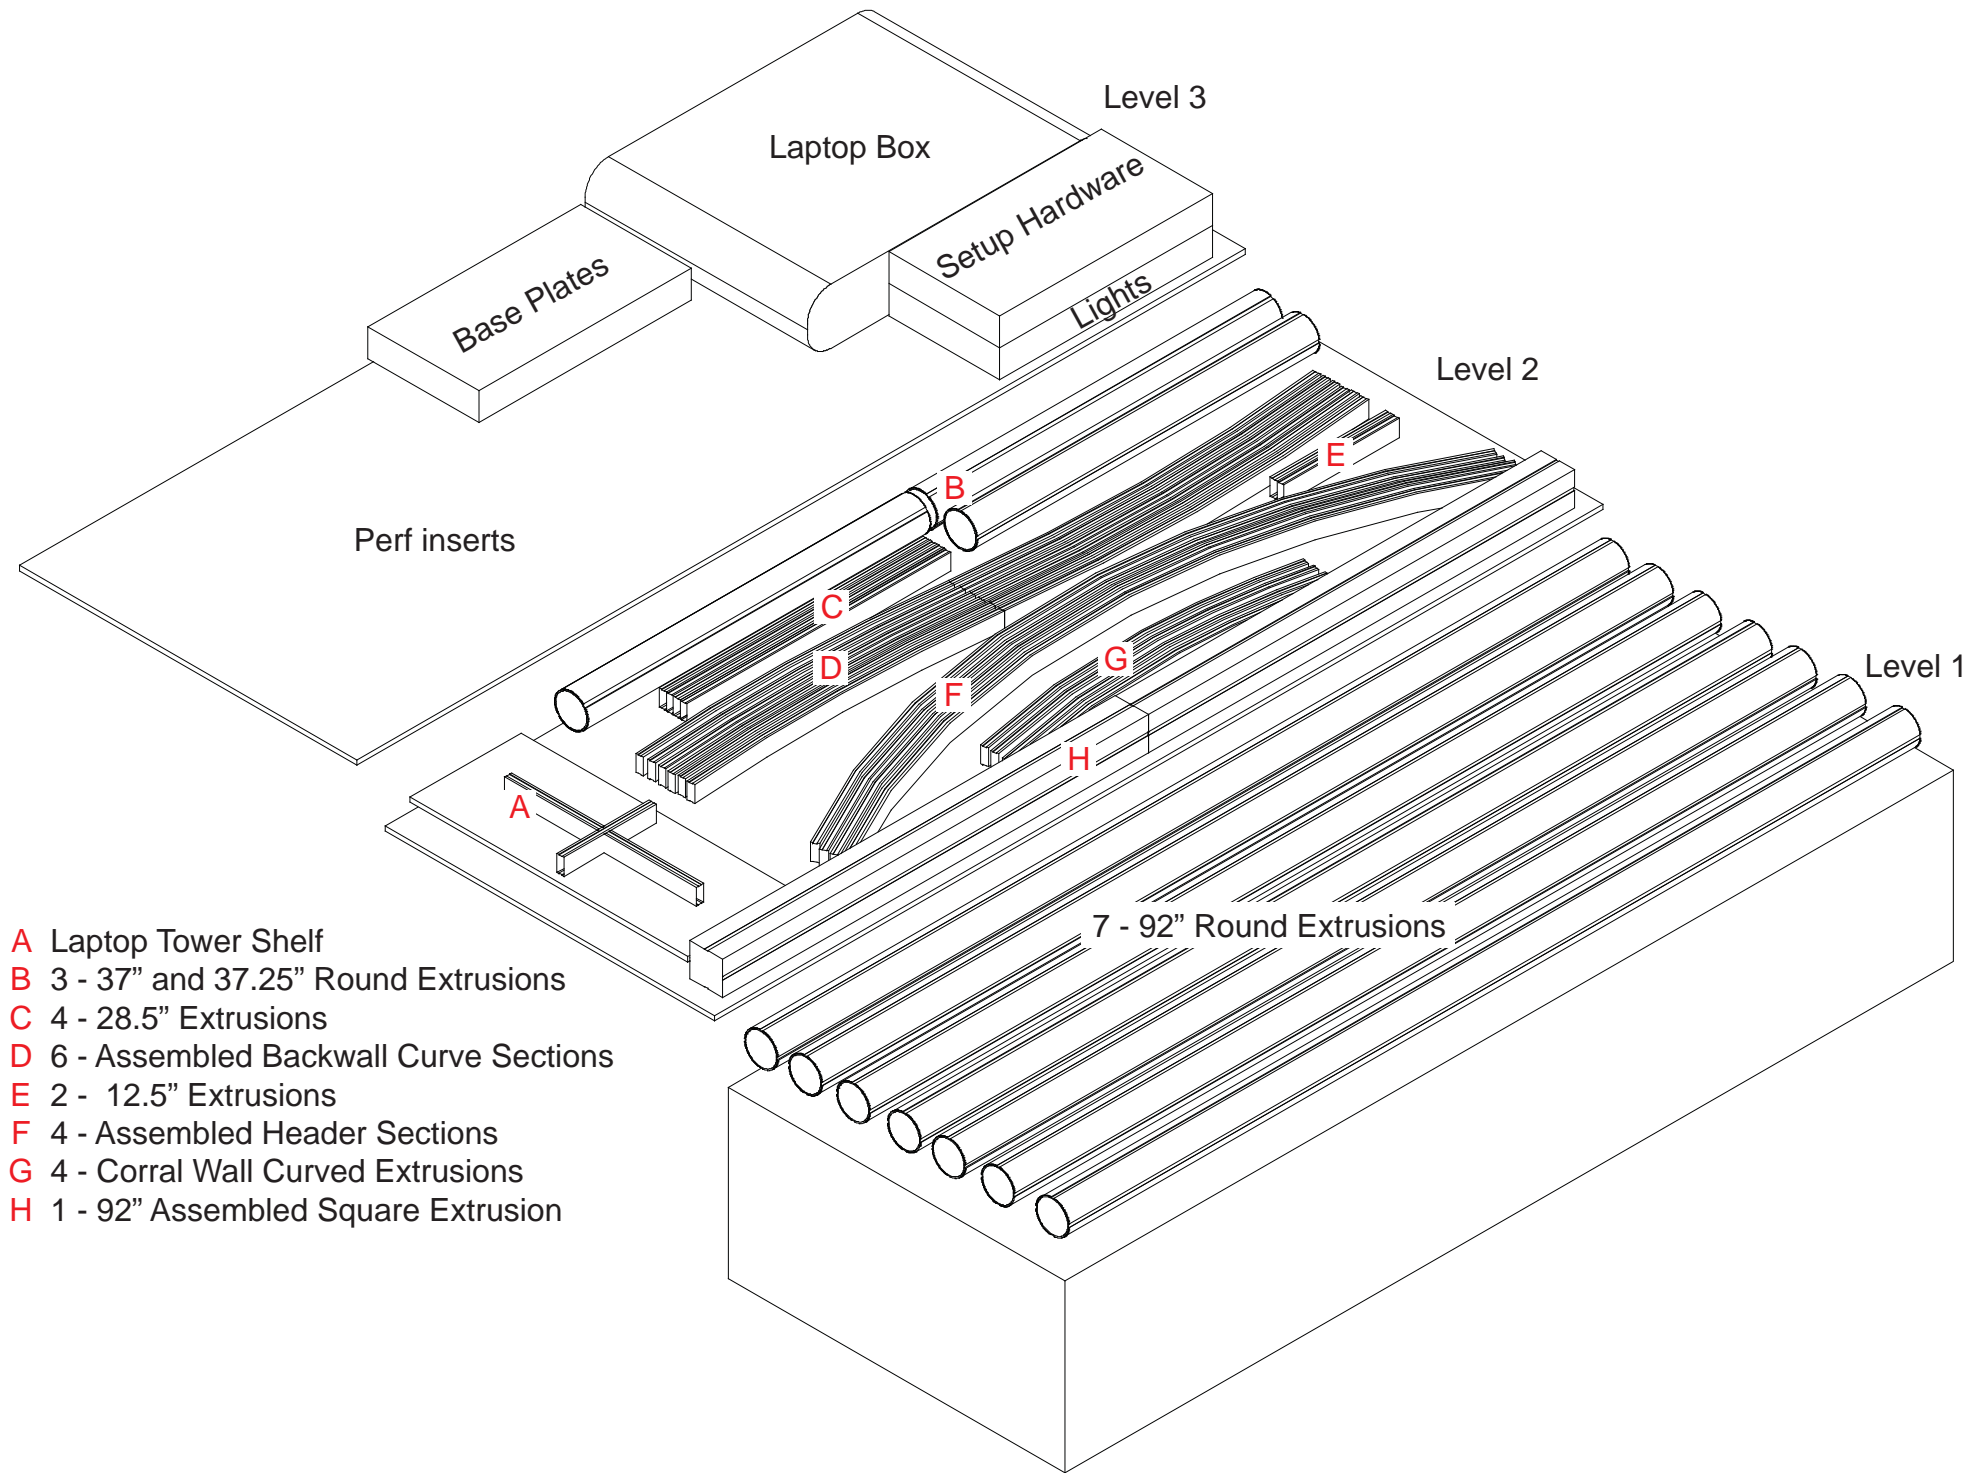 Level 3
Laptop Box
Setup Hardware
Lights
Base Plates
Level 2
E
B
Perf inserts
C
G
D
F
Level 1
H
A
7 - 92” Round Extrusions
A Laptop Tower Shelf
B 3 - 37” and 37.25” Round Extrusions
C 4 - 28.5” Extrusions
D 6 - Assembled Backwall Curve Sections
E 2 - 12.5” Extrusions
F 4 - Assembled Header Sections
G 4 - Corral Wall Curved Extrusions
H 1 - 92” Assembled Square Extrusion